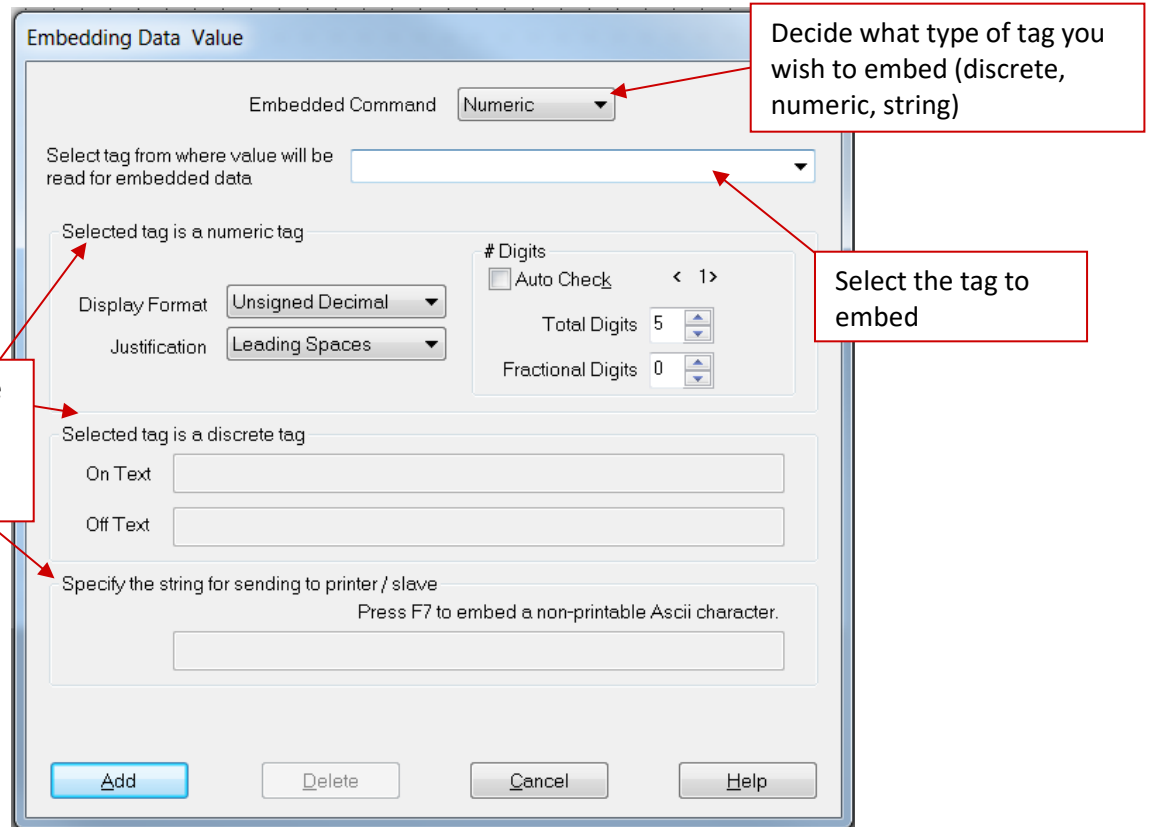 Embedding Data Value
Decide what type of tag you
wish to embed (discrete,
numeric, string)
Embedded Command Numeric
Select tag from where value will be
read for embedded data
Selected tag is a numeric tag
# Digits
Auto Check < 1>
Select the tag to
embed
Display Format Unsigned Decimal
Total Digits 5
Justification Leading Spaces
Fractional Digits 0
Selected tag is a discrete tag
On Text
Off Text
Specify the string for sending to printer / slave
Press F7 to embed a non-printable Ascii character.
Add Delete Cancel Help